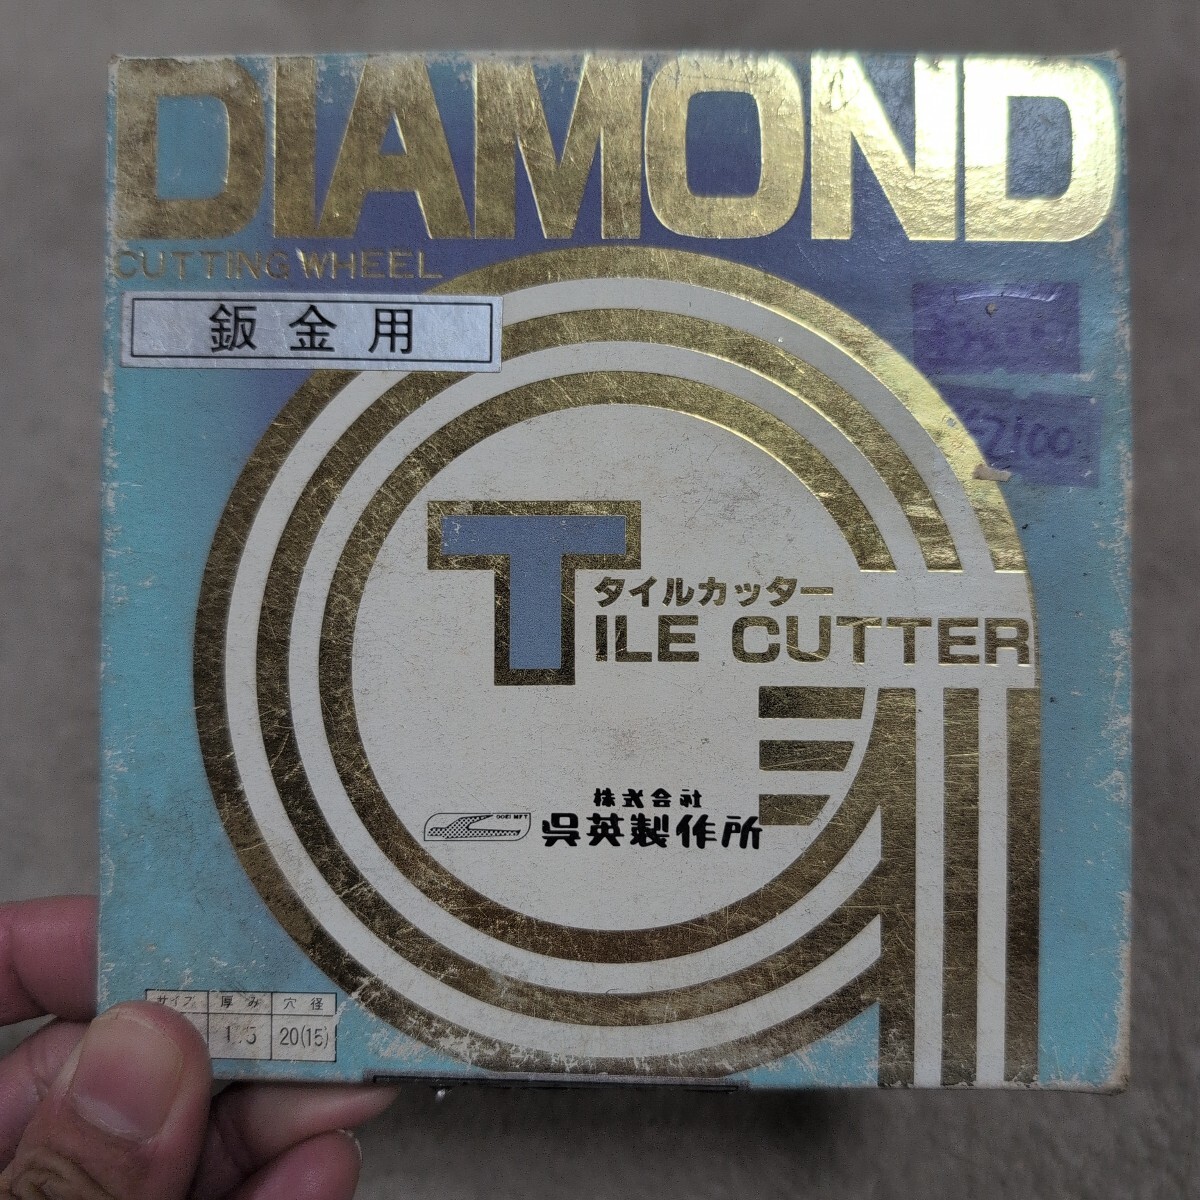 DIAMOND
CUTTING WHEEL
鈑金用
¥2100
タイルカッター
TILE CUTTER
株式会社
GOEI MFT
呉英製作所
サイズ 厚み 穴径
20(15)